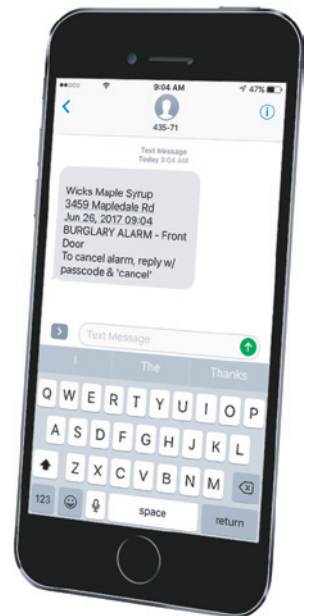 9:04 AM
47%
435-71
Text Message
Today 9:04 AM
Wicks Maple Syrup
3459 Mapledale Rd
Jun 26, 2017 09:04
BURGLARY ALARM - Front
Door
To cancel alarm, reply w/
passcode & 'cancel'
Text Message
I The Thanks
Q W E R T Y U I O P
A S D F G H J K L
Z X C V B N M
123 space return